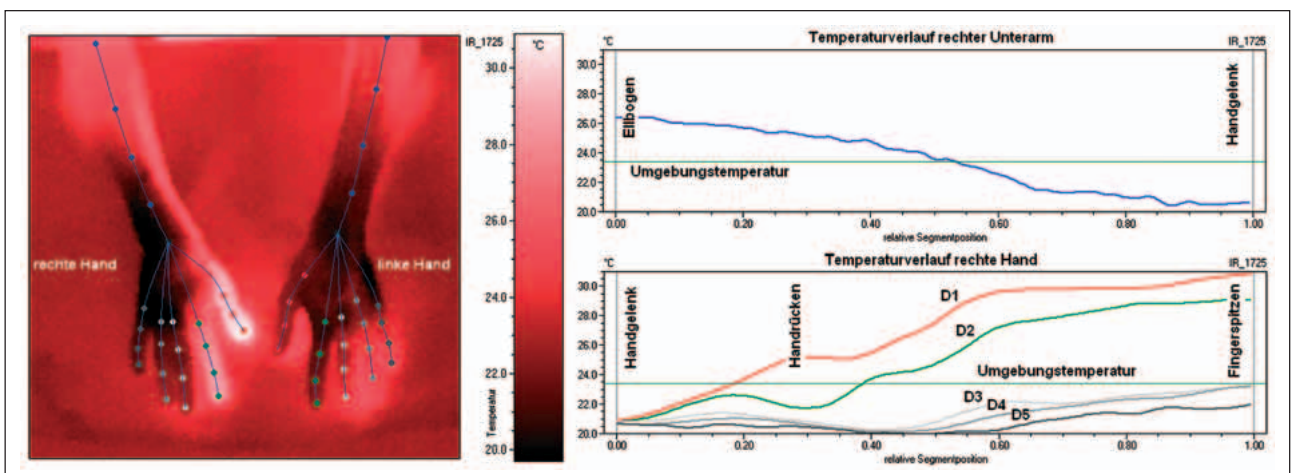 IR_1725
°C
°C
30.0
28.0
26.0
24.0
23.0
22.0
20.0
Temperatur
rechte Hand
linke Hand
Temperaturverlauf rechter Unterarm
IR_1725
°C
30.0
28.0
26.0
24.0
22.0
20.0
Ellbogen
Handgelenk
Umgebungstemperatur
0.00 0.20 0.40 0.60 0.80 1.00
relative Segmentposition
Temperaturverlauf rechte Hand
IR_1725
°C
30.0
28.0
26.0
24.0
22.0
20.0
Handgelenk
Handrücken
Fingerspitzen
D1
D2
Umgebungstemperatur
D3
D4
D5
0.00 0.20 0.40 0.60 0.80 1.00
relative Segmentposition